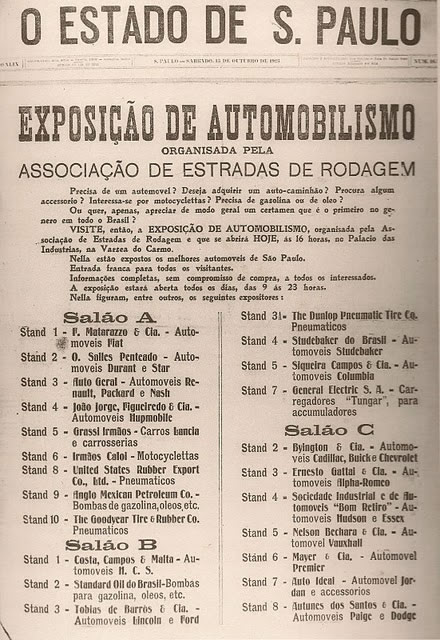 O ESTADO DE S. PAULO
S. PAULO — SABBADO, 13 DE OUTUBRO DE 1923
NUM.
EXPOSIÇÃO DE AUTOMOBILISMO
ORGANISADA PELA
ASSOCIAÇÃO DE ESTRADAS DE RODAGEM
Precisa de um automovel? Deseja adquirir um auto-caminhão? Procura algum
accessorio? Interessa-se por motocyclettas? Precisa de gazolina ou de oleo?
Ou quer, apenas, apreciar de modo geral um certamen que é o primeiro no ge-
nero em todo o Brasil?
VISITE, então, a EXPOSIÇÃO DE AUTOMOBILISMO, organisada pela As-
sociação de Estradas de Rodagem e que se abrirá HOJE, ás 16 horas, no Palacio das
Industrias, na Varzea do Carmo.
Nella estão expostos os melhores automoveis de São Paulo.
Entrada franca para todos os visitantes.
Informações completas, sem compromisso de compra, a todos os interessados.
A exposição estará aberta todos os dias, das 9 ás 23 horas.
Nella figuram, entre outros, os seguintes expositores:
Salão A
Stand 1 - F. Matarazzo & Cia. - Auto-
moveis Fiat
Stand 2 - O. Salles Penteado - Auto-
moveis Durant e Star
Stand 3 - Auto Geral - Automoveis Re-
nault, Packard e Nash
Stand 4 - João Jorge, Figueiredo & Cia. -
Automoveis Hupmobile
Stand 5 - Grassi Irmãos - Carros Lancia
e carrosserias
Stand 6 - Irmãos Caloi - Motocyclettas
Stand 8 - United States Rubber Export
Co., Ltd. - Pneumaticos
Stand 9 - Anglo Mexican Petroleum Co. -
Bombas de gazolina, oleos, etc.
Stand 10 - The Goodyear Tire & Rubber Co.
Pneumaticos
Salão B
Stand 1 - Costa, Campos & Malta - Au-
tomoveis H. C. S.
Stand 2 - Standard Oil do Brasil - Bombas
para gazolina, oleos, etc.
Stand 3 - Tobias de Barros & Cia. -
Automoveis Lincoln e Ford
Stand 31 - The Dunlop Pneumatic Tire Co.
Pneumaticos
Stand 4 - Studebaker do Brasil - Au-
tomoveis Studebaker
Stand 5 - Siqueira Campos & Cia. - Au-
tomoveis Columbia
Stand 7 - General Electric S. A. - Car-
regadores "Tungar", para
accumuladores
Salão C
Stand 2 - Byington & Cia. - Automo-
veis Cadillac, Buick e Chevrolet
Stand 3 - Ernesto Gattai & Cia. - Au-
tomoveis Alpha-Romeo
Stand 4 - Sociedade Industrial e de Au-
tomoveis "Bom Retiro" - Au-
tomoveis Hudson e Essex
Stand 5 - Nelson Bechara & Cia. - Au-
tomovel Vauxhall
Stand 6 - Mayer & Cia. - Automovel
Premier
Stand 7 - Auto Ideal - Automovel Jor-
dan e accessorios
Stand 8 - Antunes dos Santos & Cia. -
Automoveis Paige e Dodge